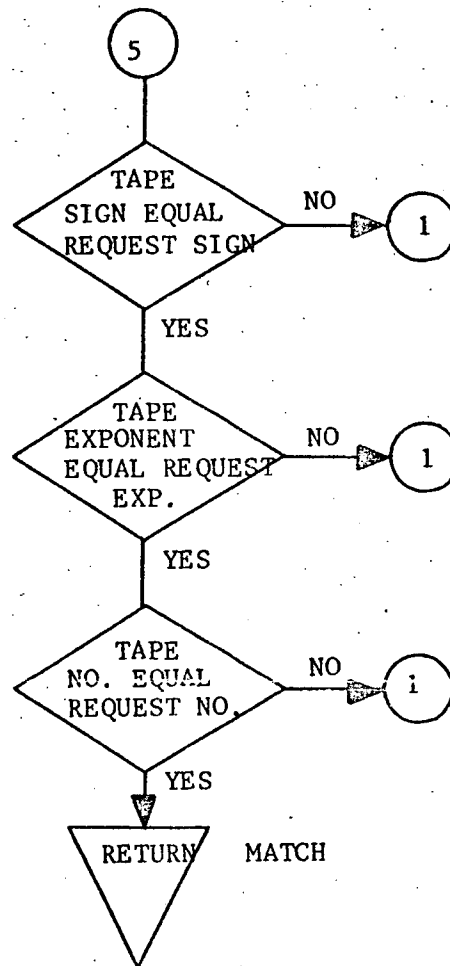 5
TAPE
SIGN EQUAL
REQUEST SIGN
NO
1
YES
TAPE
EXPONENT
EQUAL REQUEST
EXP.
NO
1
YES
TAPE
NO. EQUAL
REQUEST NO.
NO
1
YES
RETURN MATCH